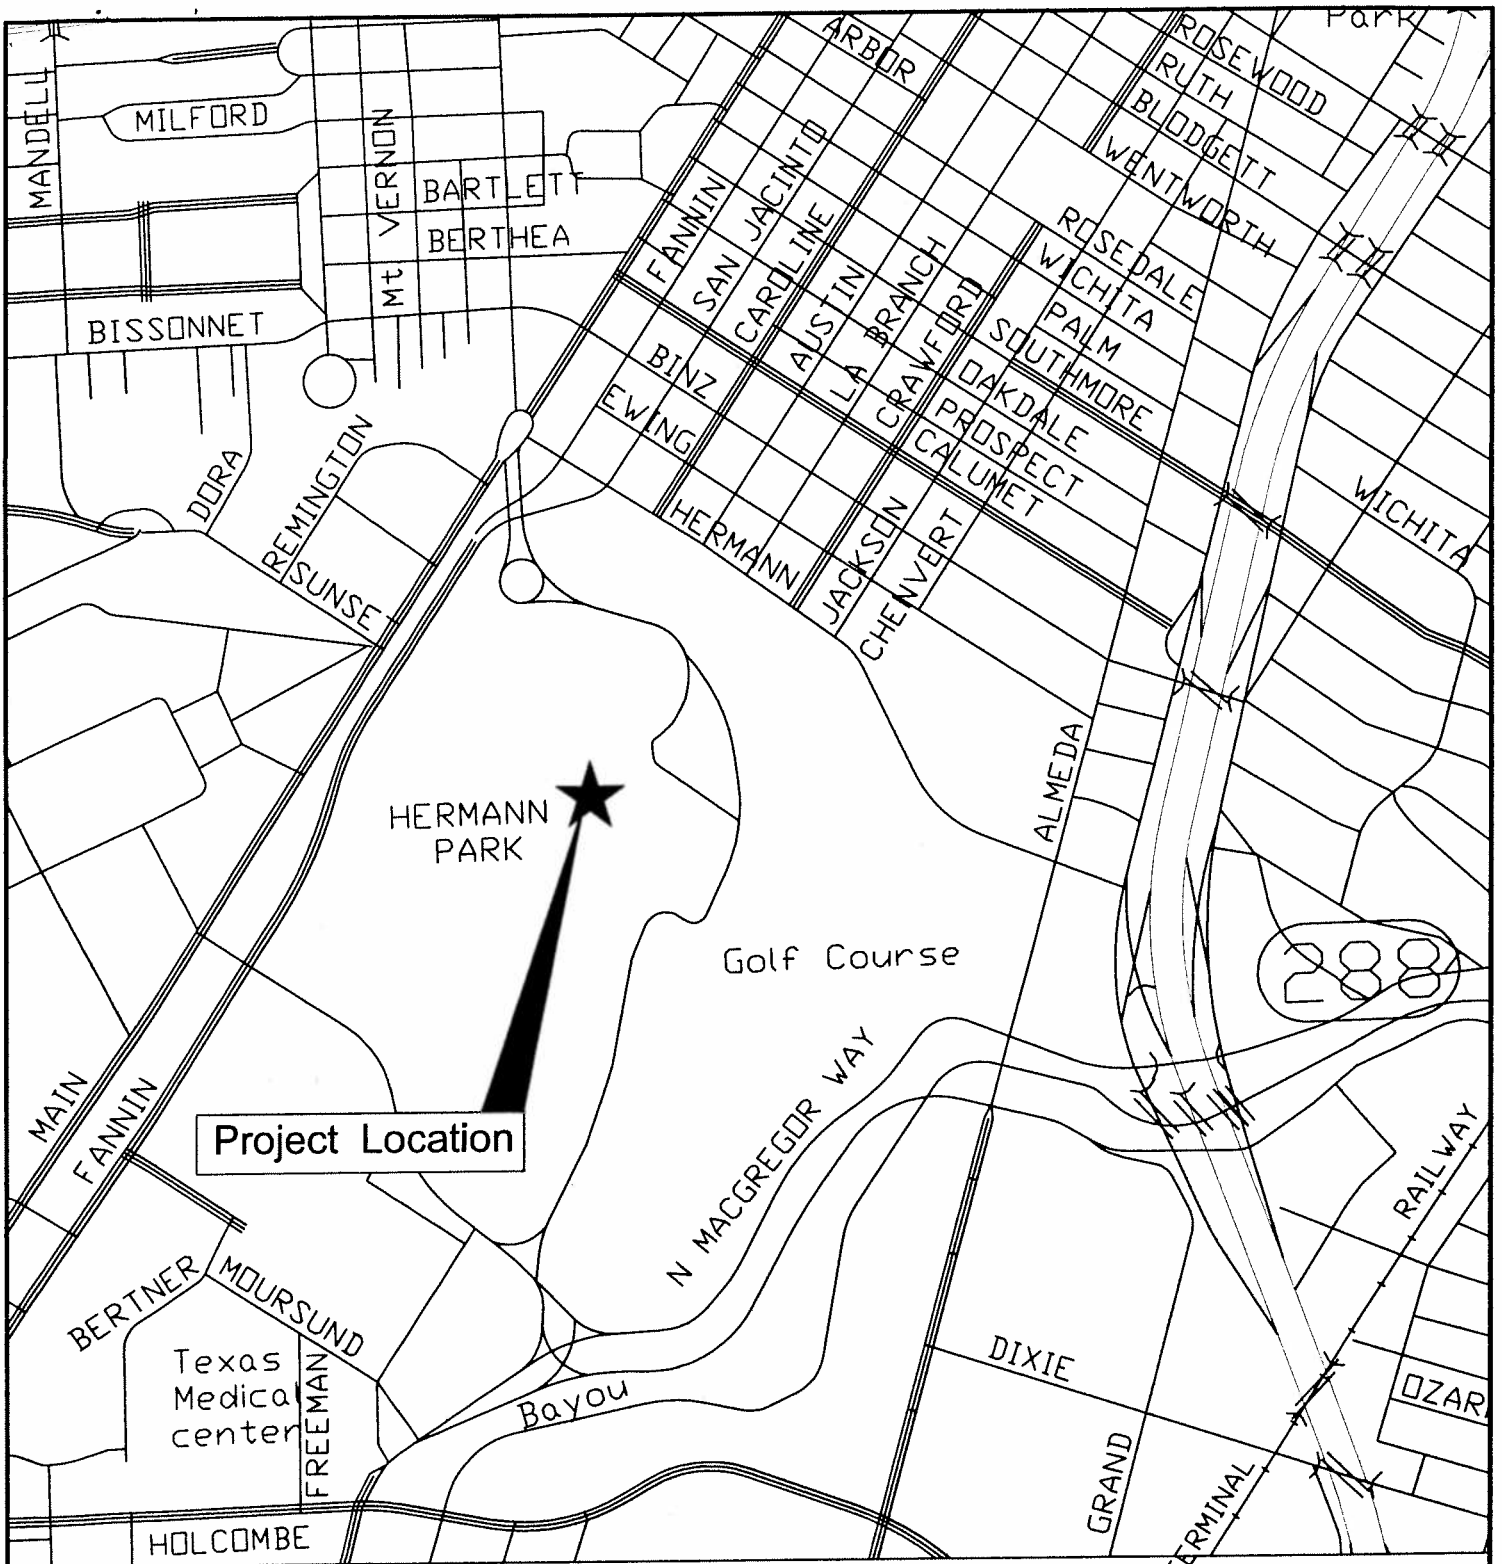 Park
ARBOR
ROSEWOOD
RUTH
BLODGETT
WENTWORTH
MANDELL
MILFORD
Mt VERNON
BARTLETT
BERTHEA
BISSONNET
FANNIN
SAN JACINTO
CAROLINE
AUSTIN
LA BRANCH
CRAWFORD
ROSEDALE
WICHITA
PALM
SOUTHMORE
OAKDALE
PROSPECT
CALUMET
BINZ
EWING
HERMANN
JACKSON
CHENVERT
WICHITA
DORA
REMINGTON
SUNSE
ALMEDA
HERMANN
PARK
Golf Course
288
MAIN
FANNIN
Project Location
N MACGREGOR WAY
RAILWAY
BERTNER
MOURSUND
Texas
Medical
center
FREEMAN
Bayou
DIXIE
OZAR
GRAND
ERMINAL
HOLCOMBE